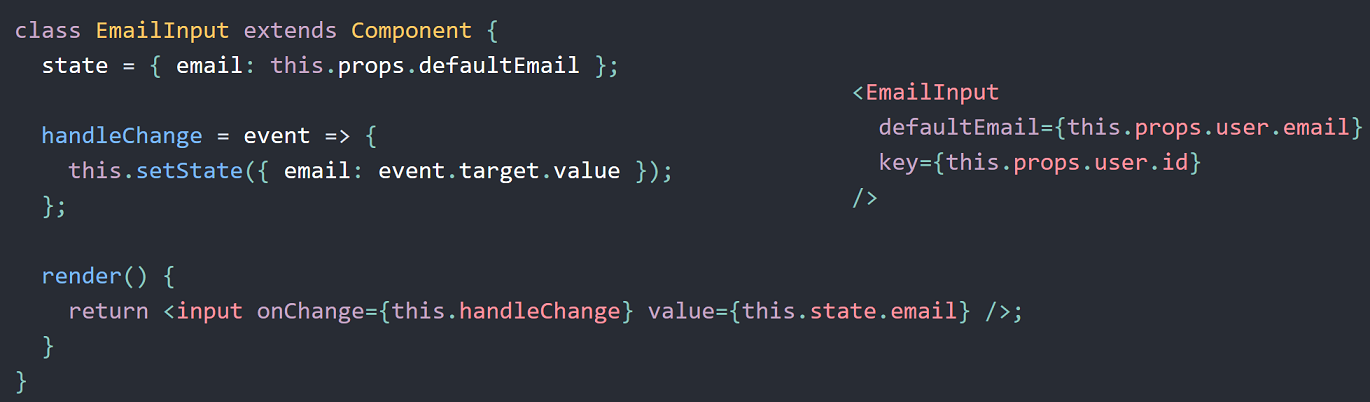 class EmailInput extends Component {
  state = { email: this.props.defaultEmail };

  handleChange = event => {
    this.setState({ email: event.target.value });
  };

  render() {
    return <input onChange={this.handleChange} value={this.state.email} />;
  }
}

<EmailInput
  defaultEmail={this.props.user.email}
  key={this.props.user.id}
/>